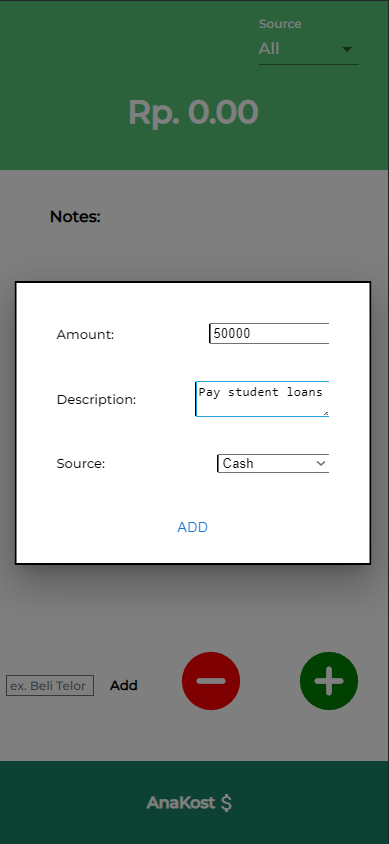 Source
All
Rp. 0.00
Notes:
Amount: 50000
Description: Pay student loans
Source: Cash
ADD
ex. Beli Telor Add
AnaKost $